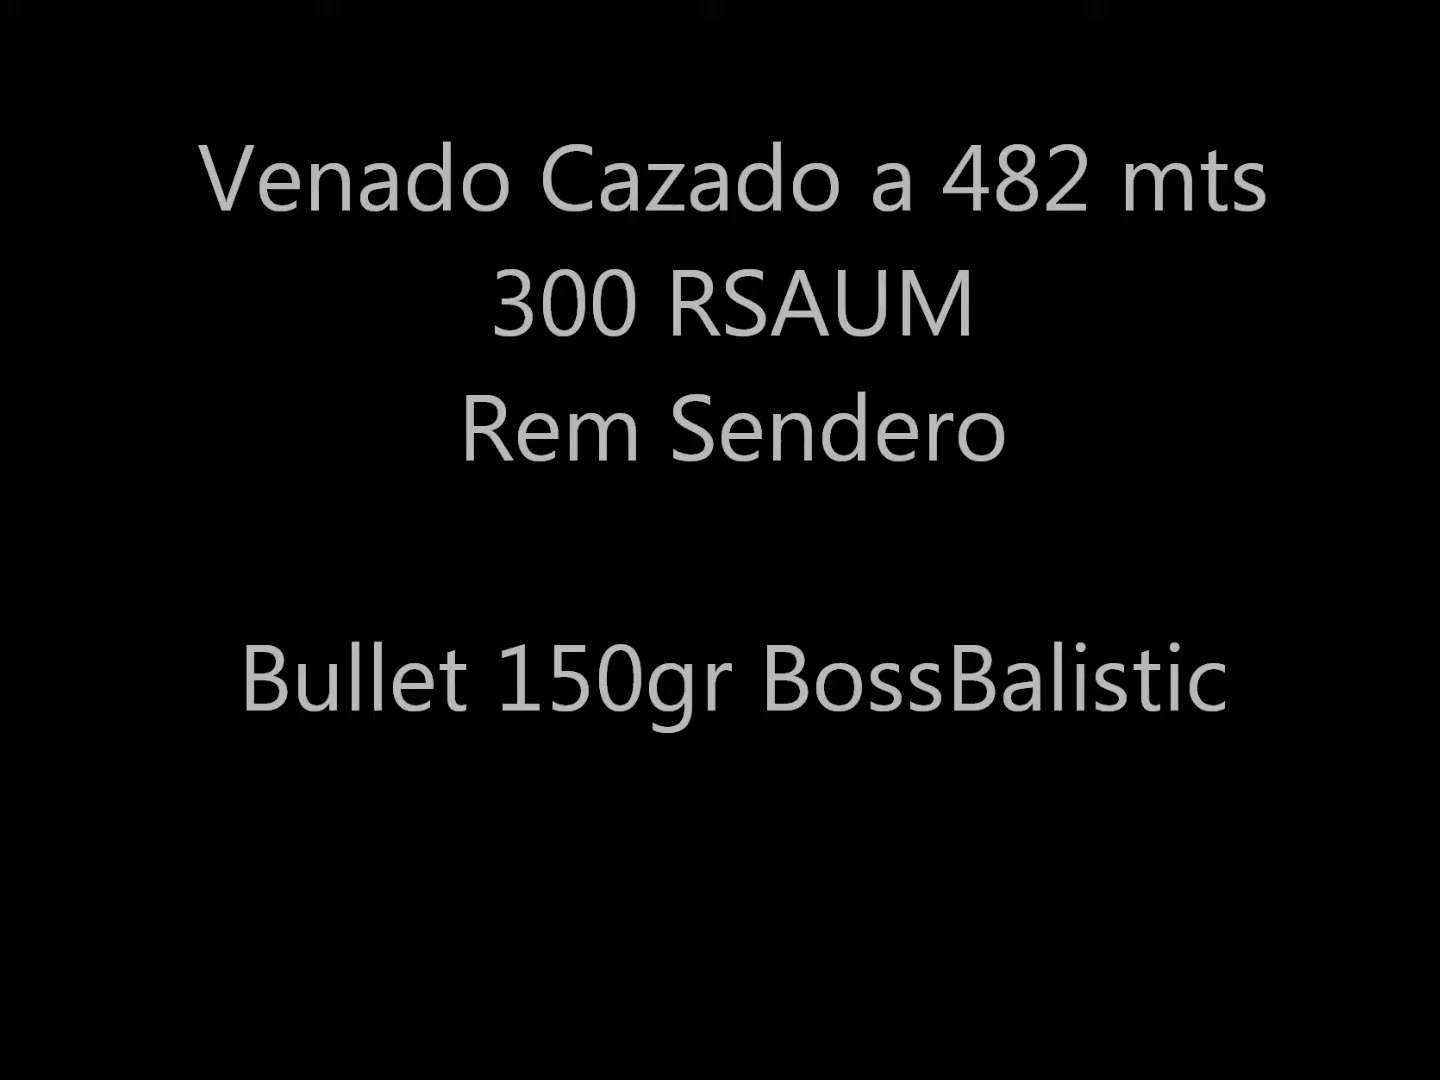 Venado Cazado a 482 mts
300 RSAUM
Rem Sendero
Bullet 150gr BossBalistic